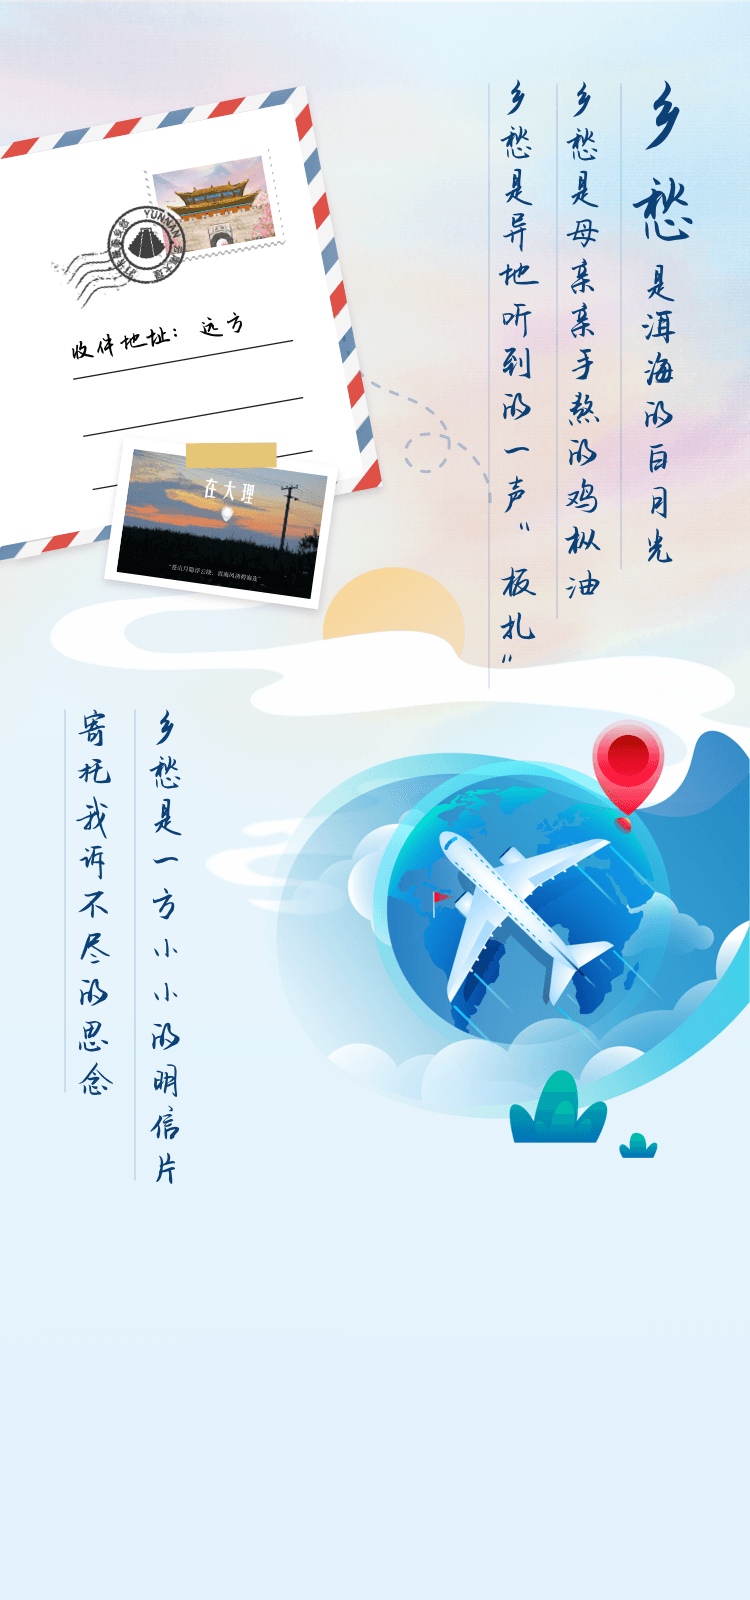 乡愁是洱海的白月光
乡愁是母亲亲手熬的鸡枞油
乡愁是异地听到的一声“板扎”
YUNNAN
收件地址：远方
在大理
乡愁是一方小小的明信片
寄托我诉不尽的思念